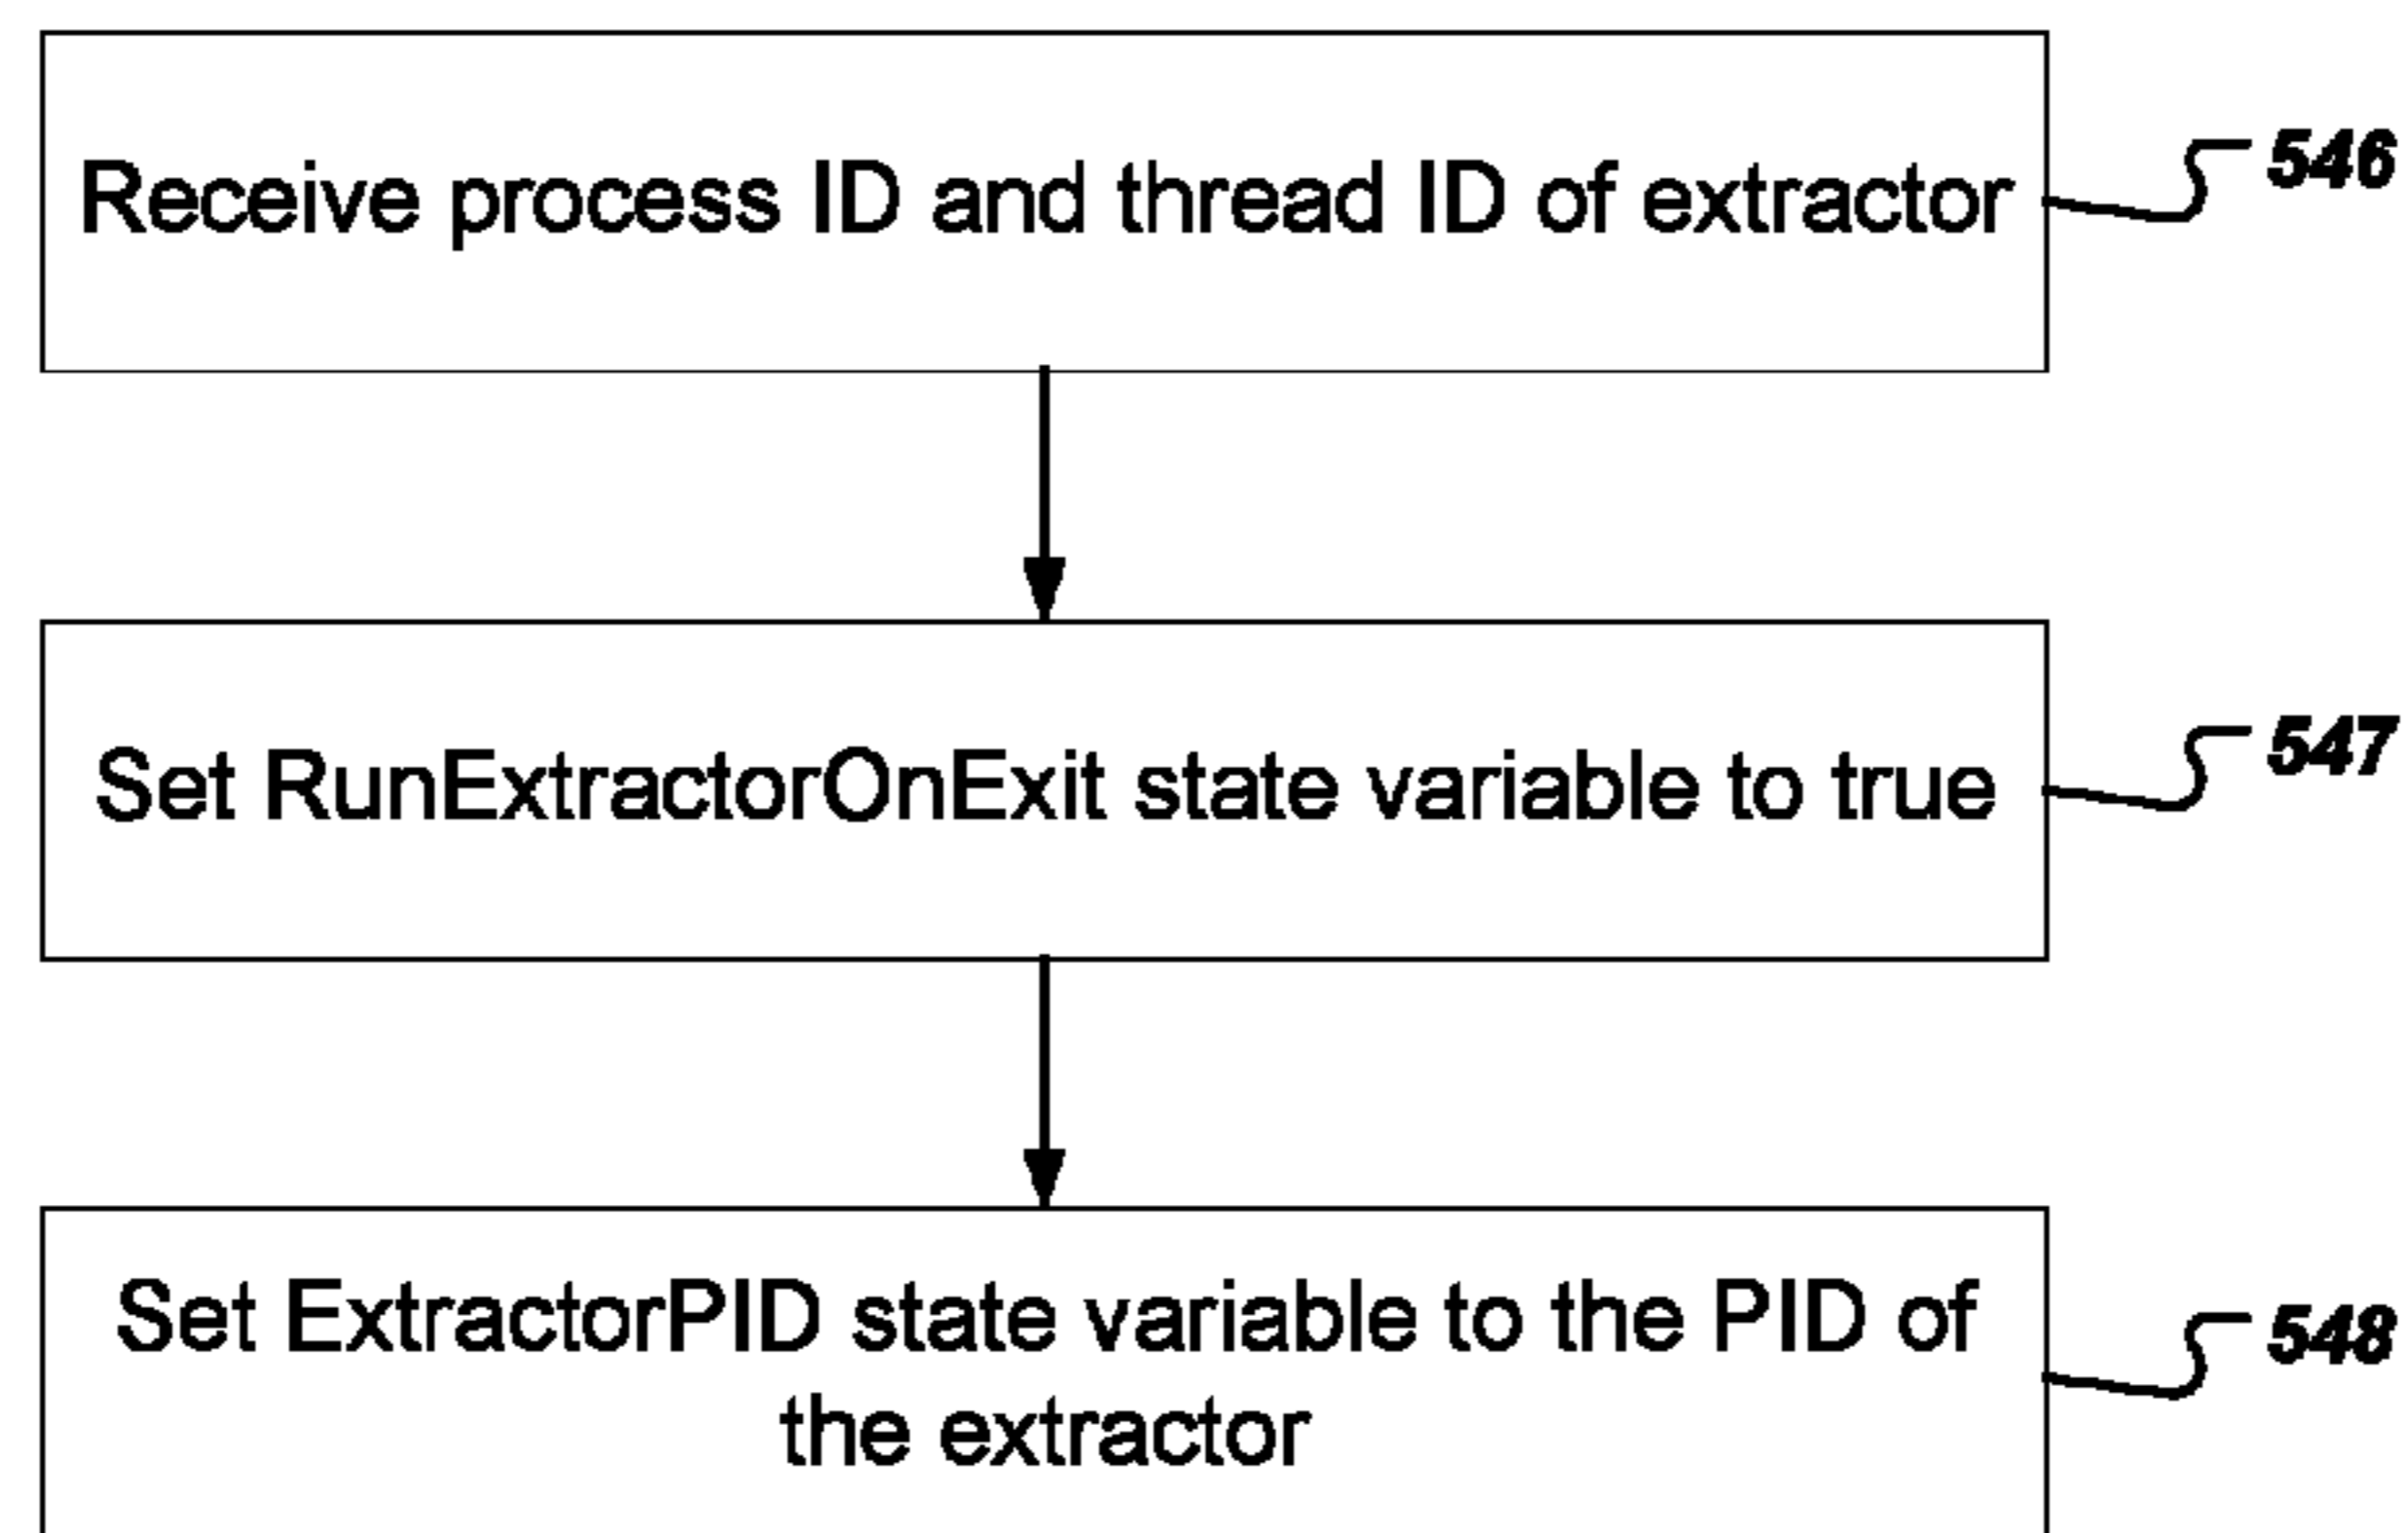 Receive process ID and thread ID of extractor
546
Set RunExtractorOnExit state variable to true
547
Set ExtractorPID state variable to the PID of
the extractor
548